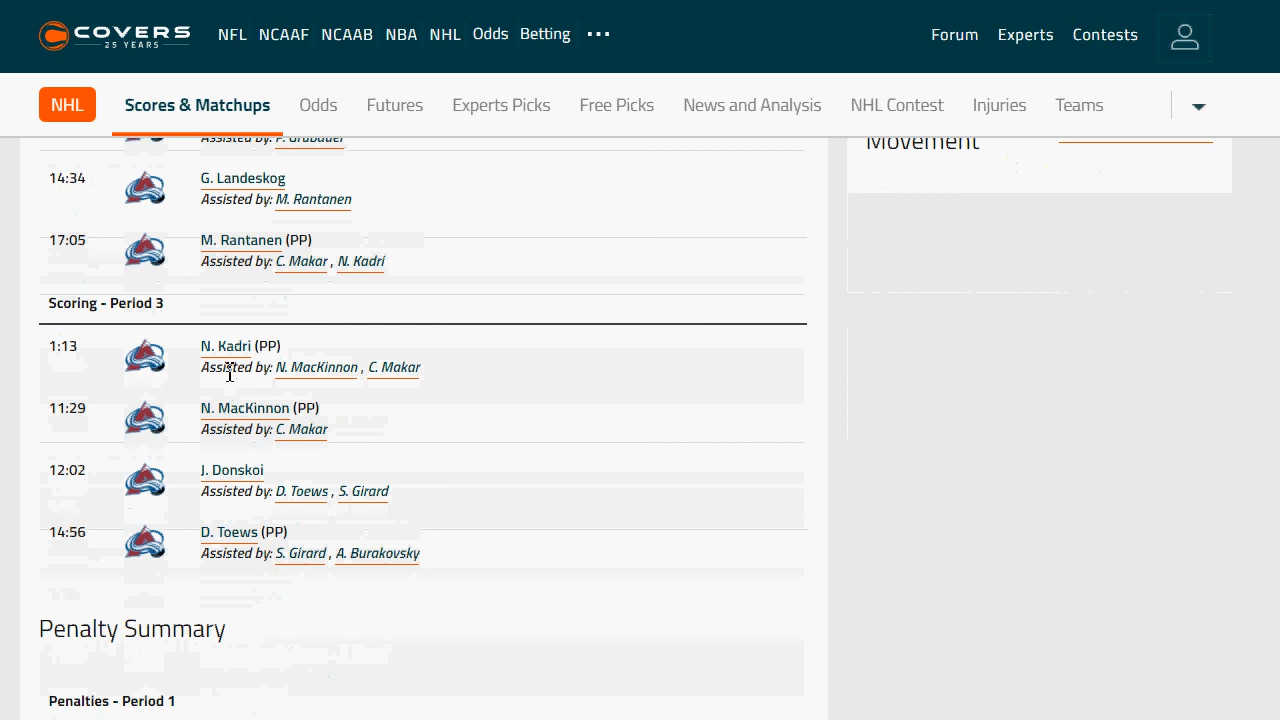 COVERS
25 YEARS
NFL NCAAF NCAAB NBA NHL Odds Betting
Forum Experts Contests
NHL Scores & Matchups Odds Futures Experts Picks Free Picks News and Analysis NHL Contest Injuries Teams
Assisted by: P. Grubauer
Movement
14:34 G. Landeskog
Assisted by: M. Rantanen
17:05 M. Rantanen (PP)
Assisted by: C. Makar , N. Kadri
Scoring - Period 3
1:13 N. Kadri (PP)
Assisted by: N. MacKinnon , C. Makar
11:29 N. MacKinnon (PP)
Assisted by: C. Makar
12:02 J. Donskoi
Assisted by: D. Toews , S. Girard
14:56 D. Toews (PP)
Assisted by: S. Girard , A. Burakovsky
Penalty Summary
Penalties - Period 1